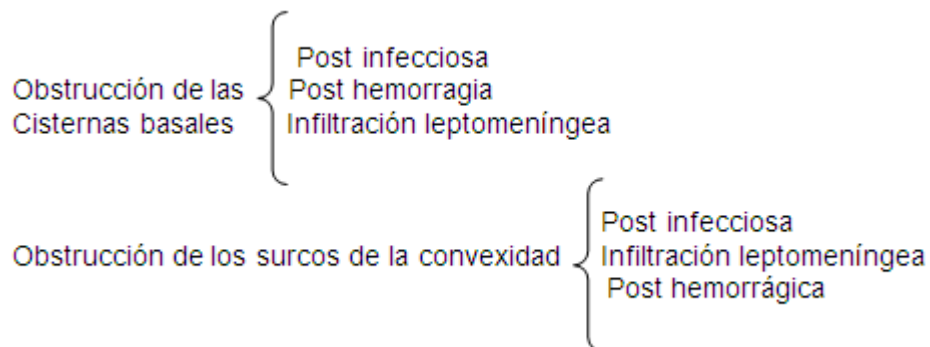 Post infecciosa
Obstrucción de las
Post hemorragia
Cisternas basales
Infiltración leptomeníngea
Post infecciosa
Obstrucción de los surcos de la convexidad
Infiltración leptomeníngea
Post hemorrágica